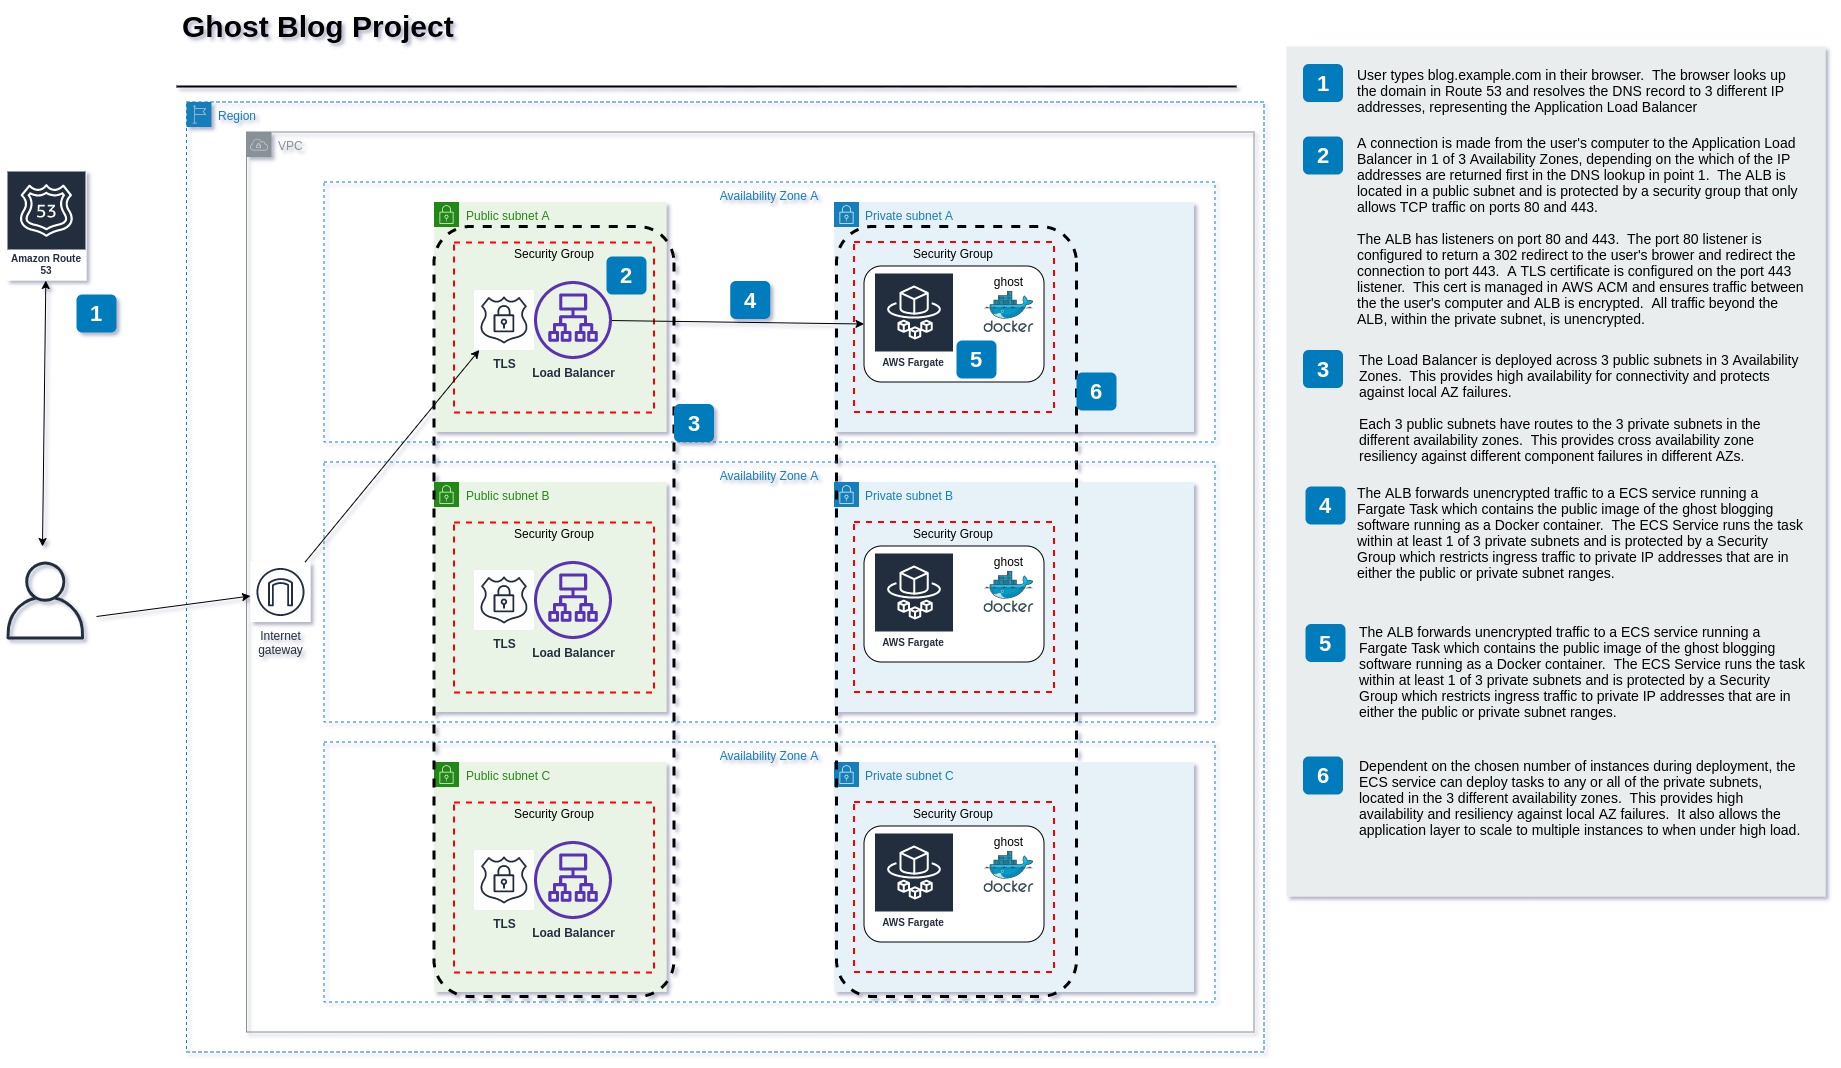 Ghost Blog Project
Region
VPC
53
Amazon Route
53
1
Internet
gateway
Availability Zone A
Public subnet A
Security Group
2
TLS
Load Balancer
3
4
Private subnet A
Security Group
ghost
docker
AWS Fargate
5
6
Availability Zone A
Public subnet B
Security Group
TLS
Load Balancer
Private subnet B
Security Group
ghost
docker
AWS Fargate
Availability Zone A
Public subnet C
Security Group
TLS
Load Balancer
Private subnet C
Security Group
ghost
docker
AWS Fargate
1
User types blog.example.com in their browser.  The browser looks up
the domain in Route 53 and resolves the DNS record to 3 different IP
addresses, representing the Application Load Balancer
2
A connection is made from the user's computer to the Application Load
Balancer in 1 of 3 Availability Zones, depending on the which of the IP
addresses are returned first in the DNS lookup in point 1.  The ALB is
located in a public subnet and is protected by a security group that only
allows TCP traffic on ports 80 and 443.
The ALB has listeners on port 80 and 443.  The port 80 listener is
configured to return a 302 redirect to the user's brower and redirect the
connection to port 443.  A TLS certificate is configured on the port 443
listener.  This cert is managed in AWS ACM and ensures traffic between
the the user's computer and ALB is encrypted.  All traffic beyond the
ALB, within the private subnet, is unencrypted.
3
The Load Balancer is deployed across 3 public subnets in 3 Availability
Zones.  This provides high availability for connectivity and protects
against local AZ failures.
Each 3 public subnets have routes to the 3 private subnets in the
different availability zones.  This provides cross availability zone
resiliency against different component failures in different AZs.
4
The ALB forwards unencrypted traffic to a ECS service running a
Fargate Task which contains the public image of the ghost blogging
software running as a Docker container.  The ECS Service runs the task
within at least 1 of 3 private subnets and is protected by a Security
Group which restricts ingress traffic to private IP addresses that are in
either the public or private subnet ranges.
5
The ALB forwards unencrypted traffic to a ECS service running a
Fargate Task which contains the public image of the ghost blogging
software running as a Docker container.  The ECS Service runs the task
within at least 1 of 3 private subnets and is protected by a Security
Group which restricts ingress traffic to private IP addresses that are in
either the public or private subnet ranges.
6
Dependent on the chosen number of instances during deployment, the
ECS service can deploy tasks to any or all of the private subnets,
located in the 3 different availability zones.  This provides high
availability and resiliency against local AZ failures.  It also allows the
application layer to scale to multiple instances to when under high load.